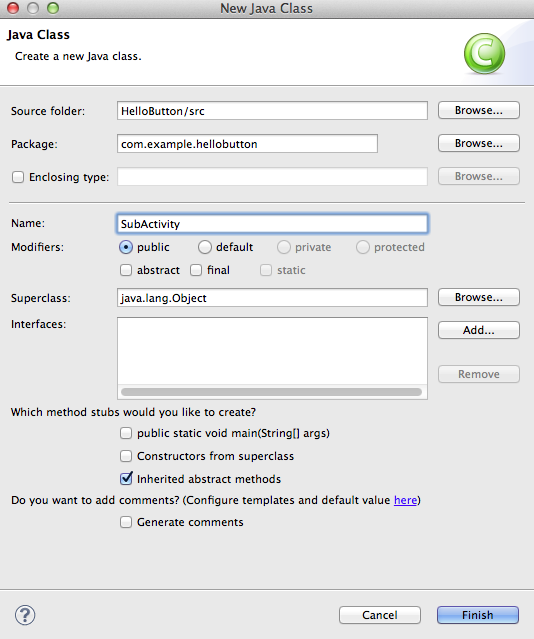 New Java Class
Java Class
Create a new Java class.
C
Source folder: HelloButton/src Browse...
Package: com.example.hellobutton Browse...
Enclosing type: Browse...
Name: SubActivity
Modifiers: public default private protected
abstract final static
Superclass: java.lang.Object Browse...
Interfaces: Add...
Remove
Which method stubs would you like to create?
public static void main(String[] args)
Constructors from superclass
Inherited abstract methods
Do you want to add comments? (Configure templates and default value here)
Generate comments
? Cancel Finish